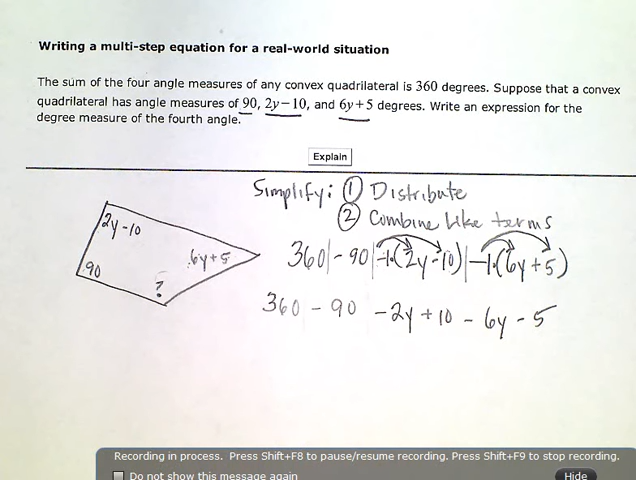 Writing a multi-step equation for a real-world situation
The sum of the four angle measures of any convex quadrilateral is 360 degrees. Suppose that a convex
quadrilateral has angle measures of 90, 2y−10, and 6y+5 degrees. Write an expression for the
degree measure of the fourth angle.
Explain
Simplify: ① Distribute
② Combine like terms
2y-10
6y+5
90
?
360 - 90 -1·(2y-10) -1·(6y+5)
360 - 90 -2y+10 - 6y - 5
Recording in process. Press Shift+F8 to pause/resume recording. Press Shift+F9 to stop recording.
Do not show this message again
Hide